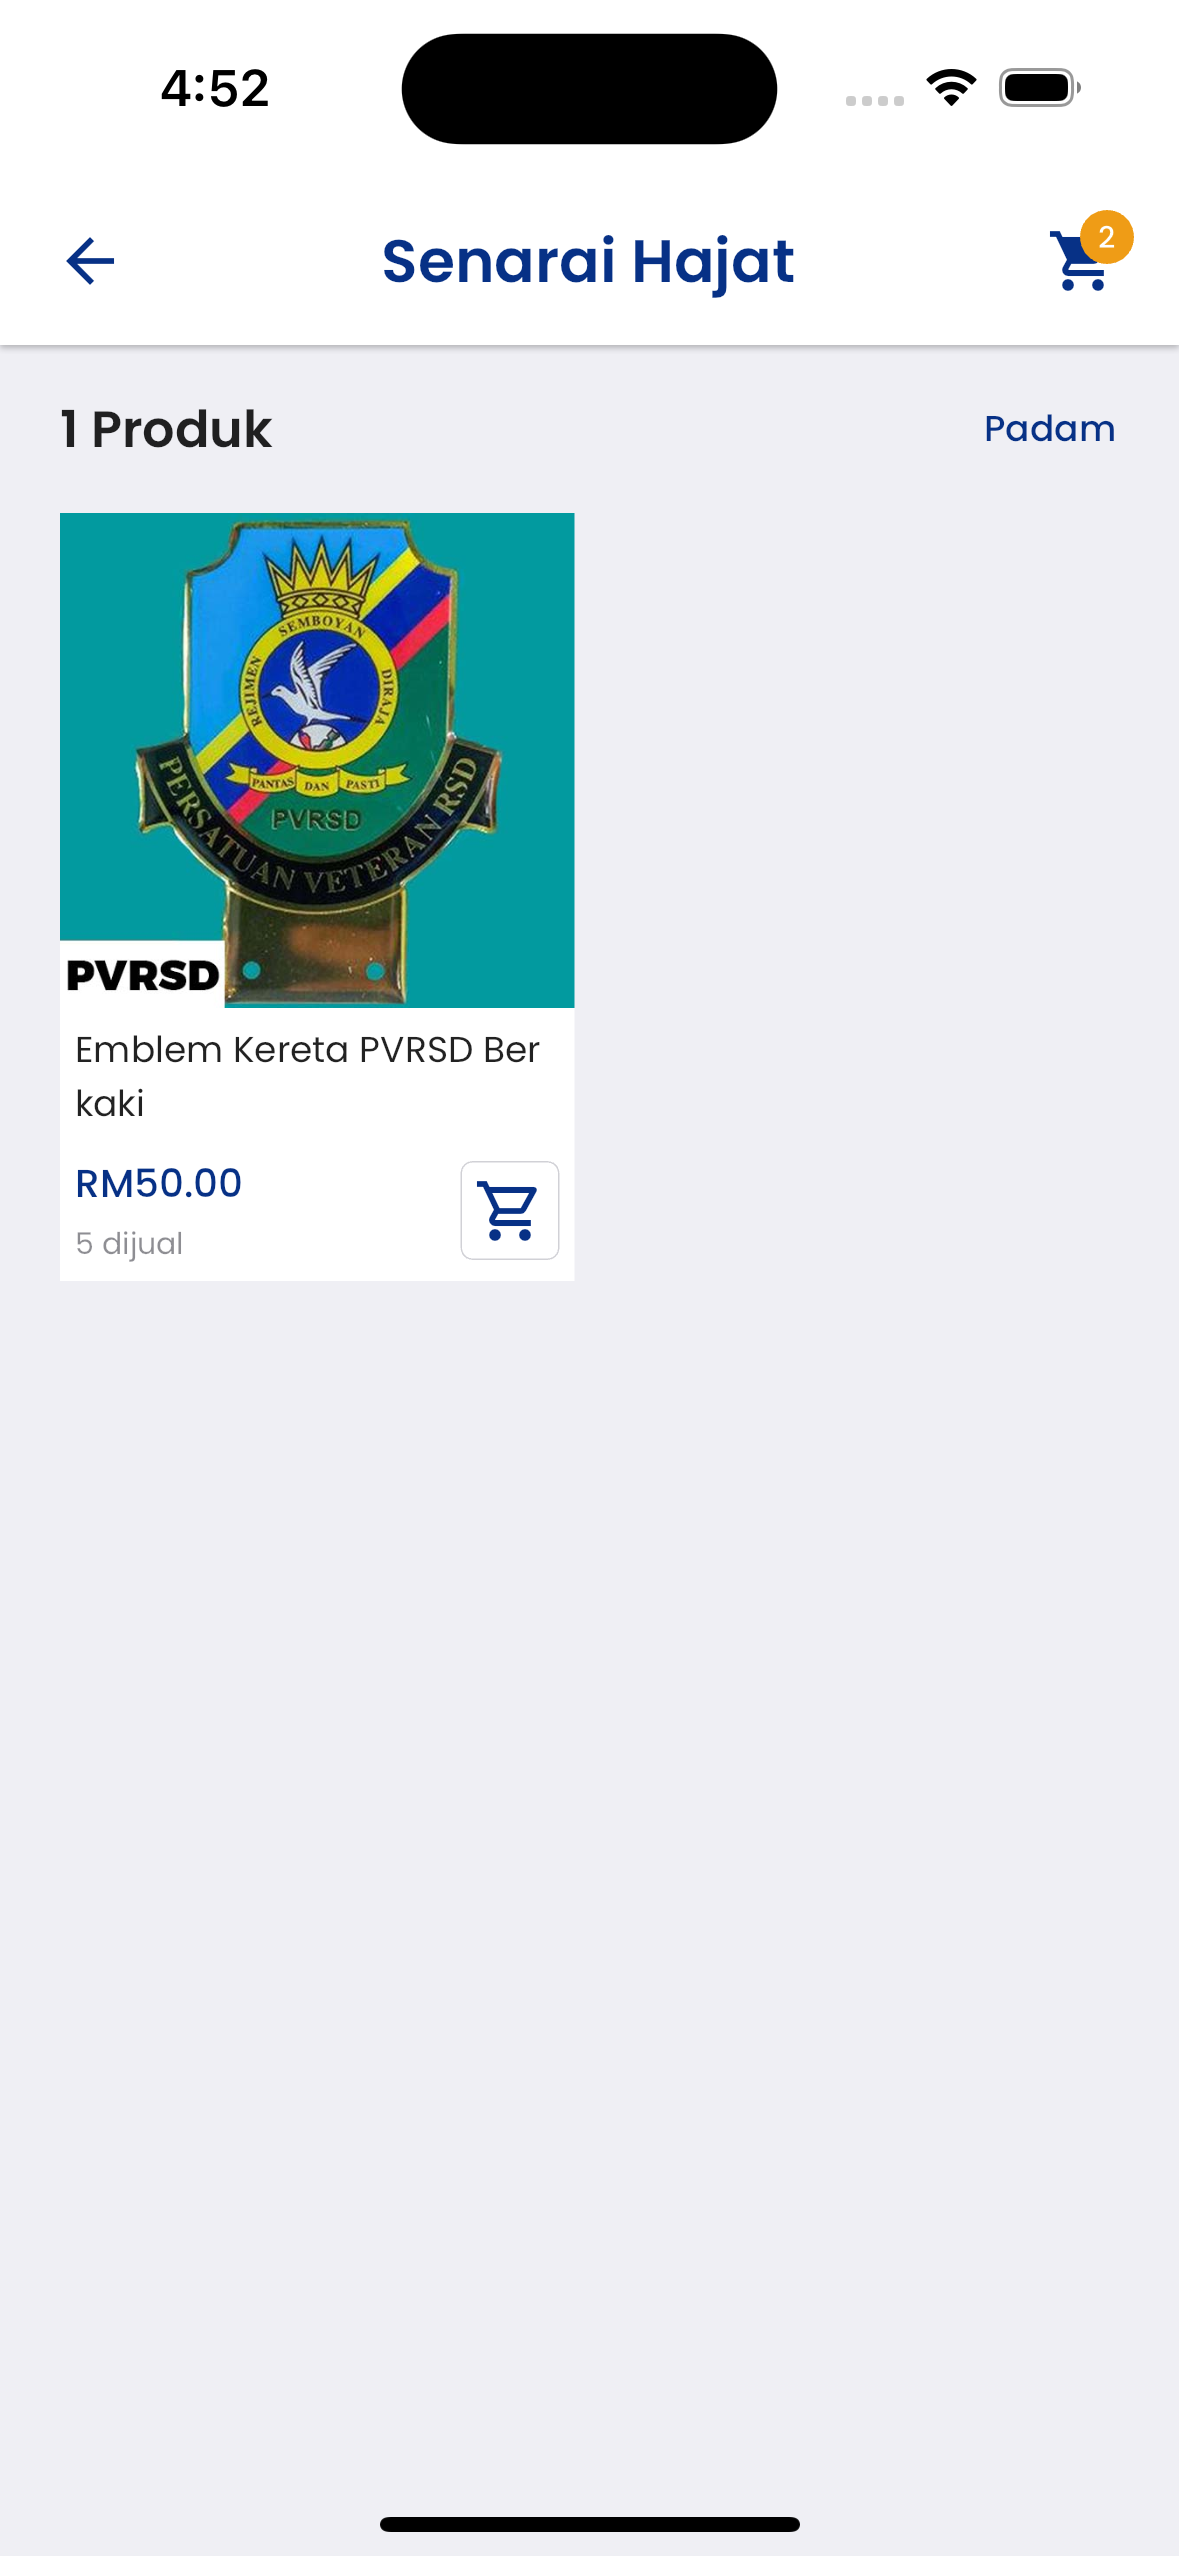 4:52
Senarai Hajat
2
1 Produk
Padam
SEMBOYAN
REJIMEN
DIRAJA
PANTAS DAN PASTI
PVRSD
PERSATUAN VETERAN RSD
PVRSD
Emblem Kereta PVRSD Ber
kaki
RM50.00
5 dijual